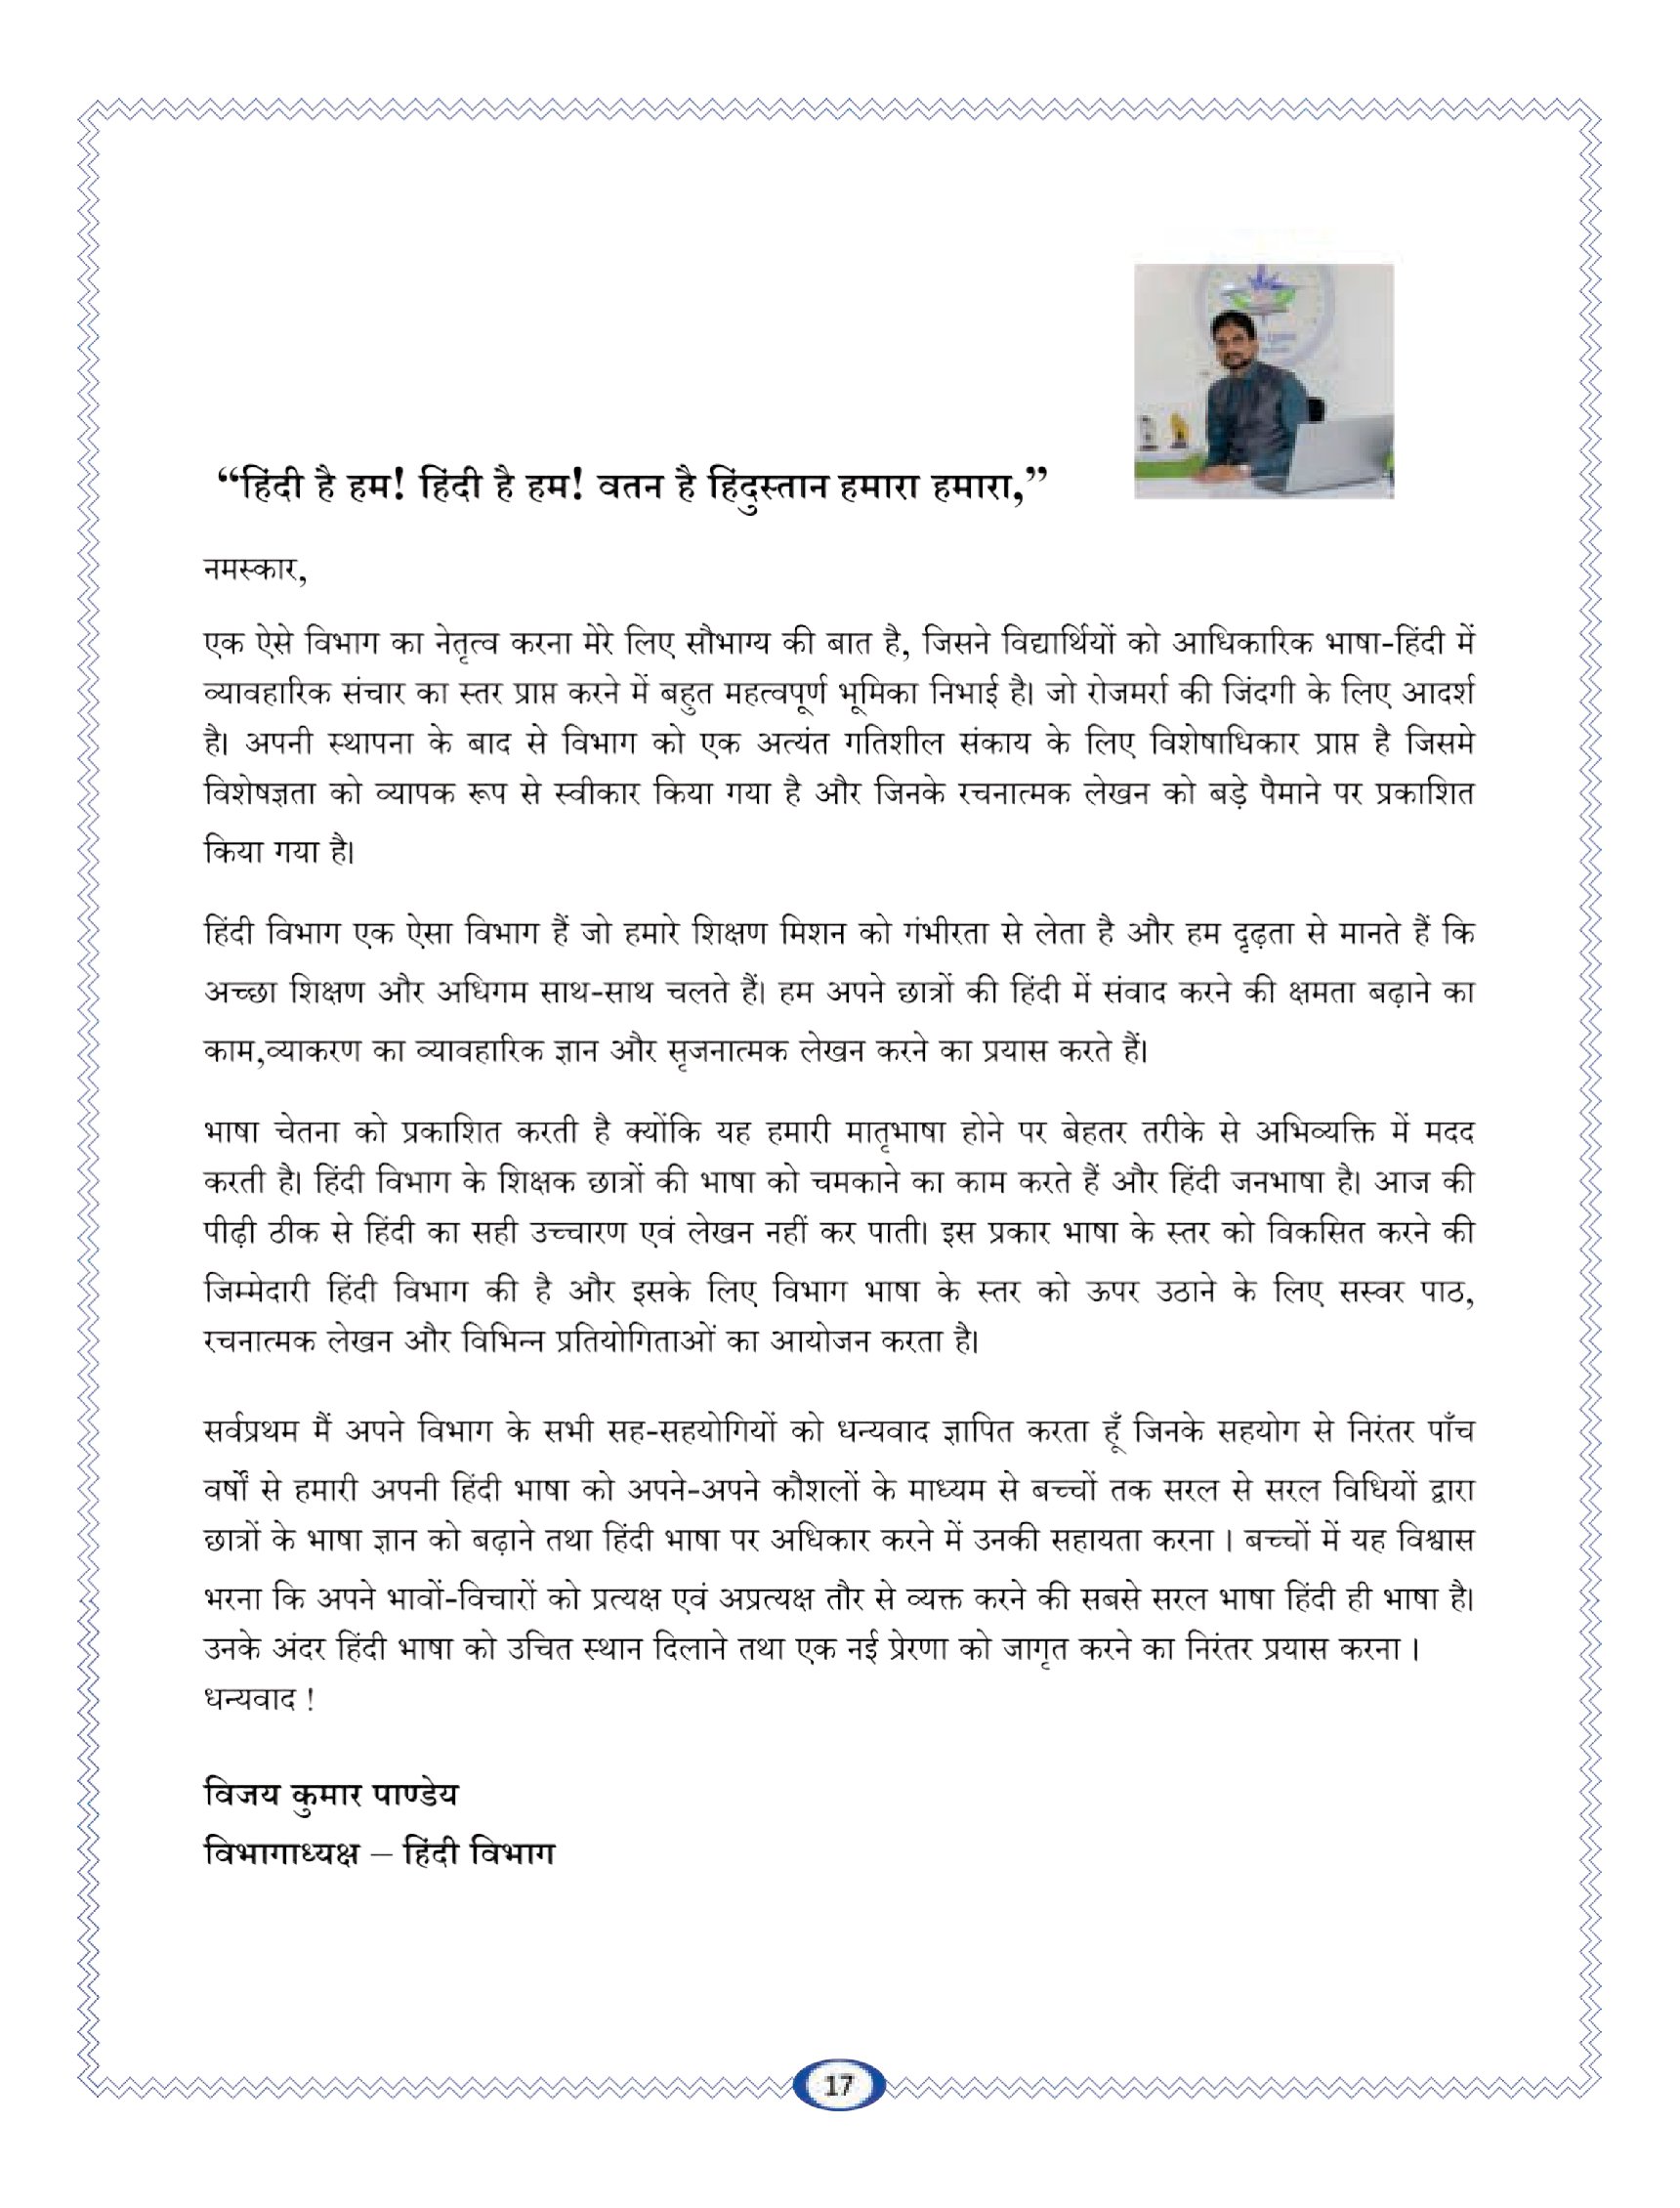 “हिंदी है हम! हिंदी है हम! वतन है हिंदुस्तान हमारा हमारा,”
नमस्कार,
एक ऐसे विभाग का नेतृत्व करना मेरे लिए सौभाग्य की बात है, जिसने विद्यार्थियों को आधिकारिक भाषा-हिंदी में
व्यावहारिक संचार का स्तर प्राप्त करने में बहुत महत्वपूर्ण भूमिका निभाई है। जो रोजमर्रा की जिंदगी के लिए आदर्श
है। अपनी स्थापना के बाद से विभाग को एक अत्यंत गतिशील संकाय के लिए विशेषाधिकार प्राप्त है जिसमे
विशेषज्ञता को व्यापक रूप से स्वीकार किया गया है और जिनके रचनात्मक लेखन को बड़े पैमाने पर प्रकाशित
किया गया है।
हिंदी विभाग एक ऐसा विभाग हैं जो हमारे शिक्षण मिशन को गंभीरता से लेता है और हम दृढ़ता से मानते हैं कि
अच्छा शिक्षण और अधिगम साथ-साथ चलते हैं। हम अपने छात्रों की हिंदी में संवाद करने की क्षमता बढ़ाने का
काम,व्याकरण का व्यावहारिक ज्ञान और सृजनात्मक लेखन करने का प्रयास करते हैं।
भाषा चेतना को प्रकाशित करती है क्योंकि यह हमारी मातृभाषा होने पर बेहतर तरीके से अभिव्यक्ति में मदद
करती है। हिंदी विभाग के शिक्षक छात्रों की भाषा को चमकाने का काम करते हैं और हिंदी जनभाषा है। आज की
पीढ़ी ठीक से हिंदी का सही उच्चारण एवं लेखन नहीं कर पाती। इस प्रकार भाषा के स्तर को विकसित करने की
जिम्मेदारी हिंदी विभाग की है और इसके लिए विभाग भाषा के स्तर को ऊपर उठाने के लिए सस्वर पाठ,
रचनात्मक लेखन और विभिन्न प्रतियोगिताओं का आयोजन करता है।
सर्वप्रथम मैं अपने विभाग के सभी सह-सहयोगियों को धन्यवाद ज्ञापित करता हूँ जिनके सहयोग से निरंतर पाँच
वर्षों से हमारी अपनी हिंदी भाषा को अपने-अपने कौशलों के माध्यम से बच्चों तक सरल से सरल विधियों द्वारा
छात्रों के भाषा ज्ञान को बढ़ाने तथा हिंदी भाषा पर अधिकार करने में उनकी सहायता करना । बच्चों में यह विश्वास
भरना कि अपने भावों-विचारों को प्रत्यक्ष एवं अप्रत्यक्ष तौर से व्यक्त करने की सबसे सरल भाषा हिंदी ही भाषा है।
उनके अंदर हिंदी भाषा को उचित स्थान दिलाने तथा एक नई प्रेरणा को जागृत करने का निरंतर प्रयास करना ।
धन्यवाद !
विजय कुमार पाण्डेय
विभागाध्यक्ष – हिंदी विभाग
17